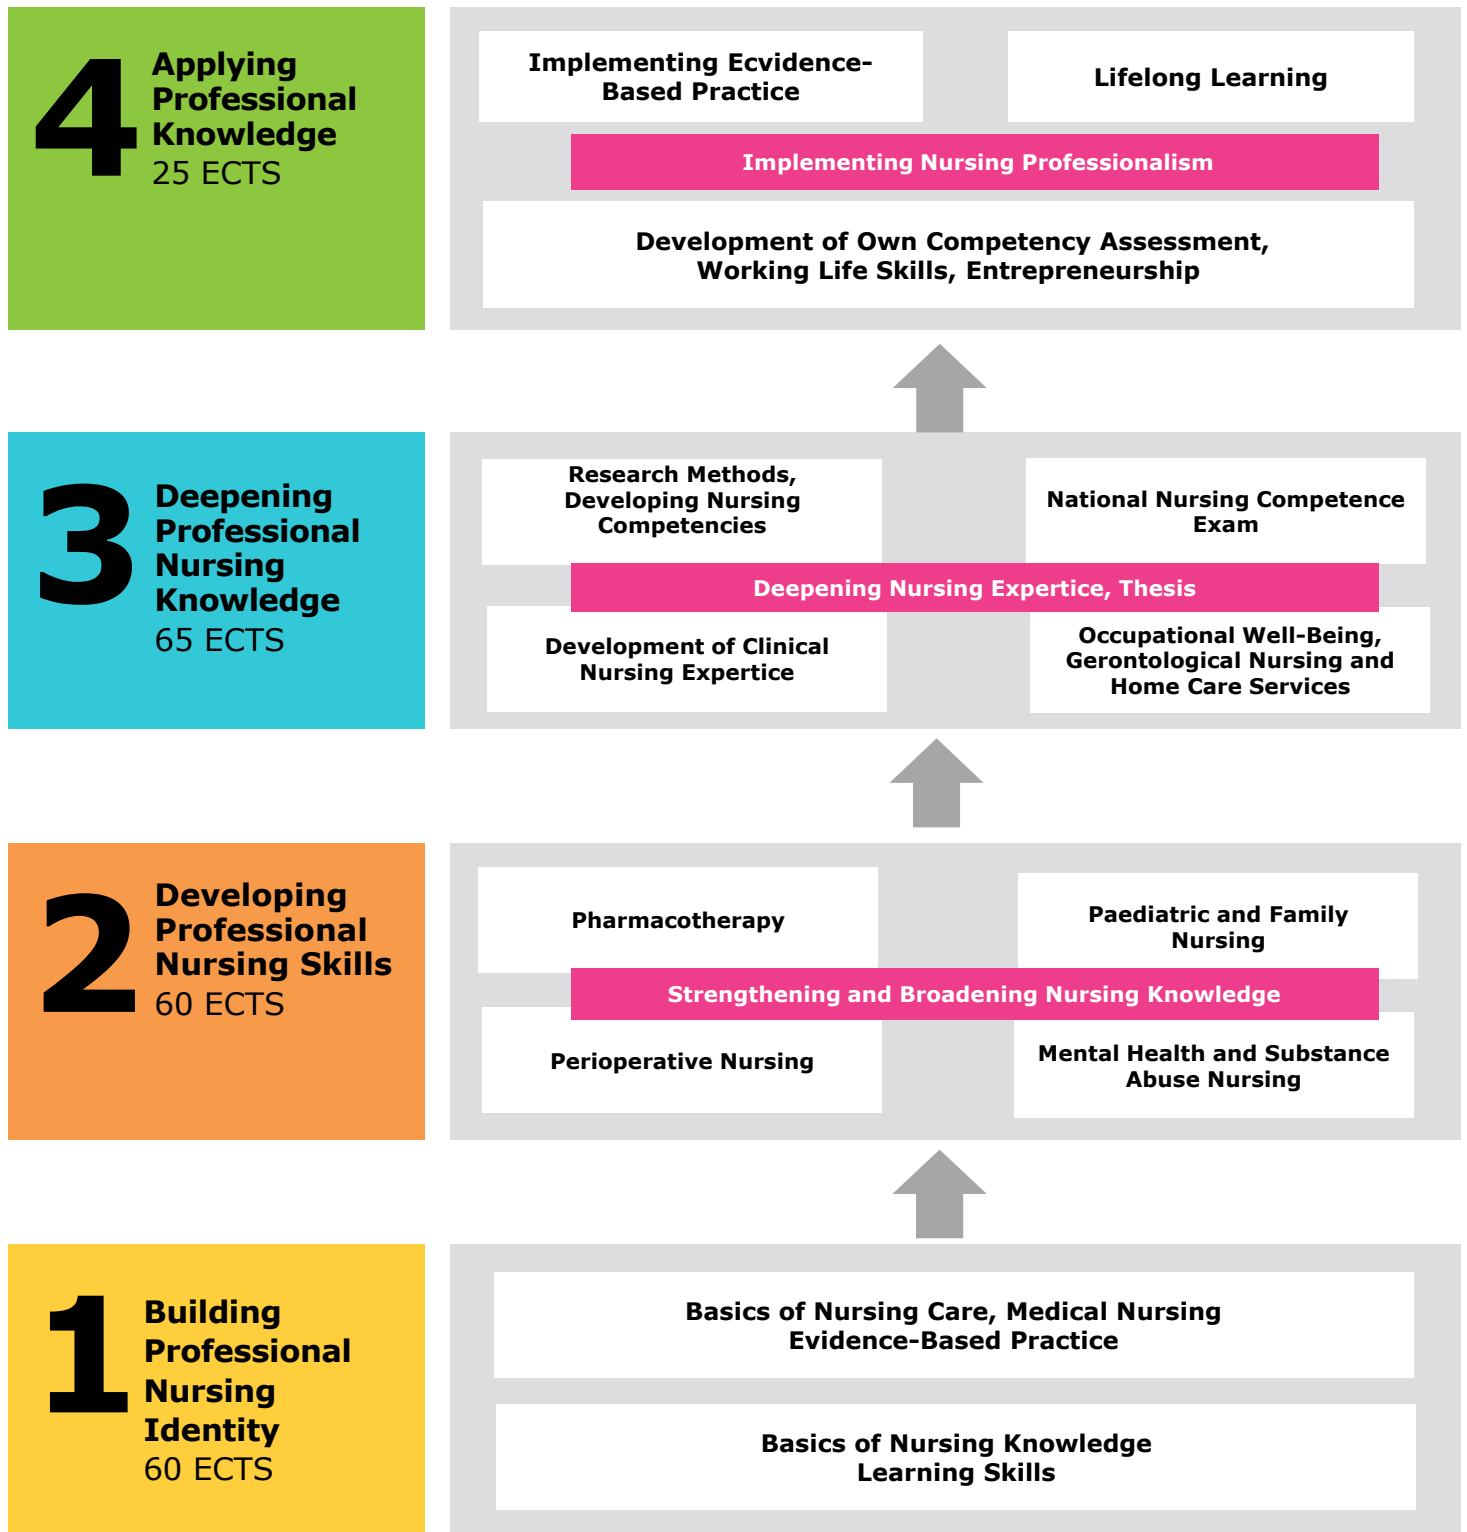 4
Applying
Professional
Knowledge
25 ECTS
Implementing Ecvidence-
Based Practice
Lifelong Learning
Implementing Nursing Professionalism
Development of Own Competency Assessment,
Working Life Skills, Entrepreneurship
3
Deepening
Professional
Nursing
Knowledge
65 ECTS
Research Methods,
Developing Nursing
Competencies
National Nursing Competence
Exam
Deepening Nursing Expertice, Thesis
Development of Clinical
Nursing Expertice
Occupational Well-Being,
Gerontological Nursing and
Home Care Services
2
Developing
Professional
Nursing Skills
60 ECTS
Pharmacotherapy
Paediatric and Family
Nursing
Strengthening and Broadening Nursing Knowledge
Perioperative Nursing
Mental Health and Substance
Abuse Nursing
1
Building
Professional
Nursing
Identity
60 ECTS
Basics of Nursing Care, Medical Nursing
Evidence-Based Practice
Basics of Nursing Knowledge
Learning Skills